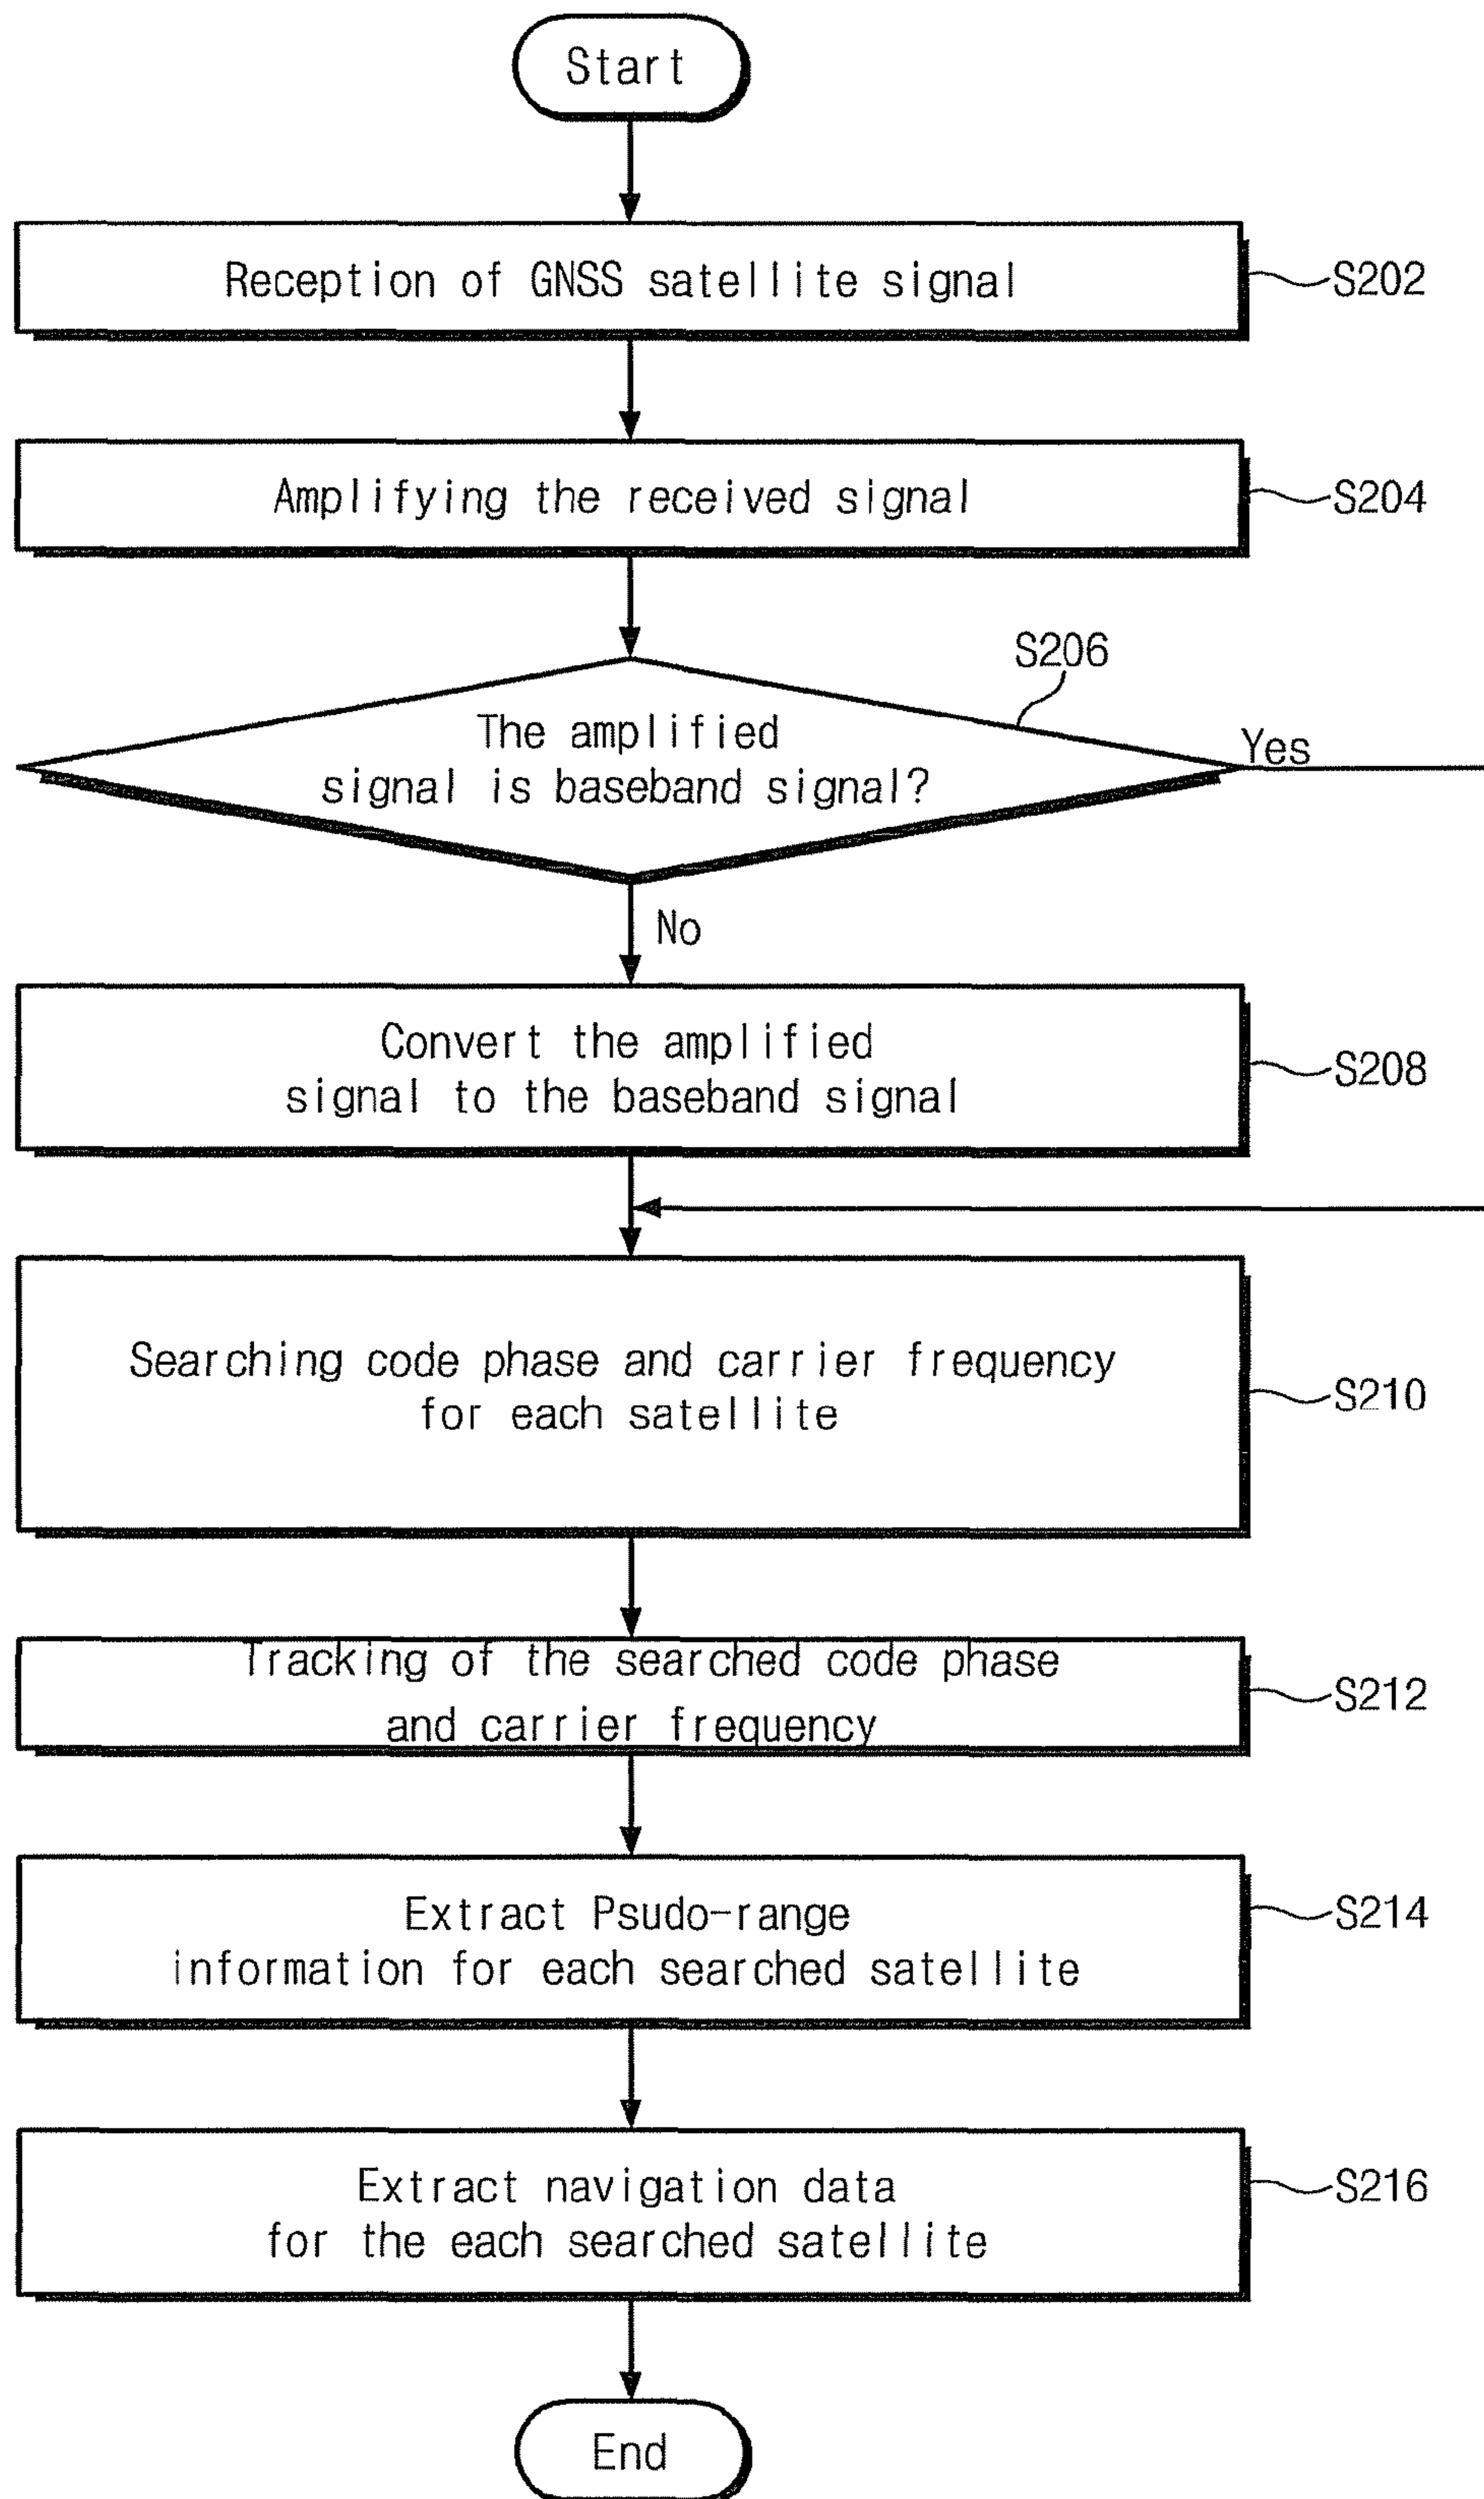 Start
Reception of GNSS satellite signal
S202
Amplifying the received signal
S204
S206
The amplified
signal is baseband signal?
Yes
No
Convert the amplified
signal to the baseband signal
S208
Searching code phase and carrier frequency
for each satellite
S210
Tracking of the searched code phase
and carrier frequency
S212
Extract Psudo-range
information for each searched satellite
S214
Extract navigation data
for the each searched satellite
S216
End